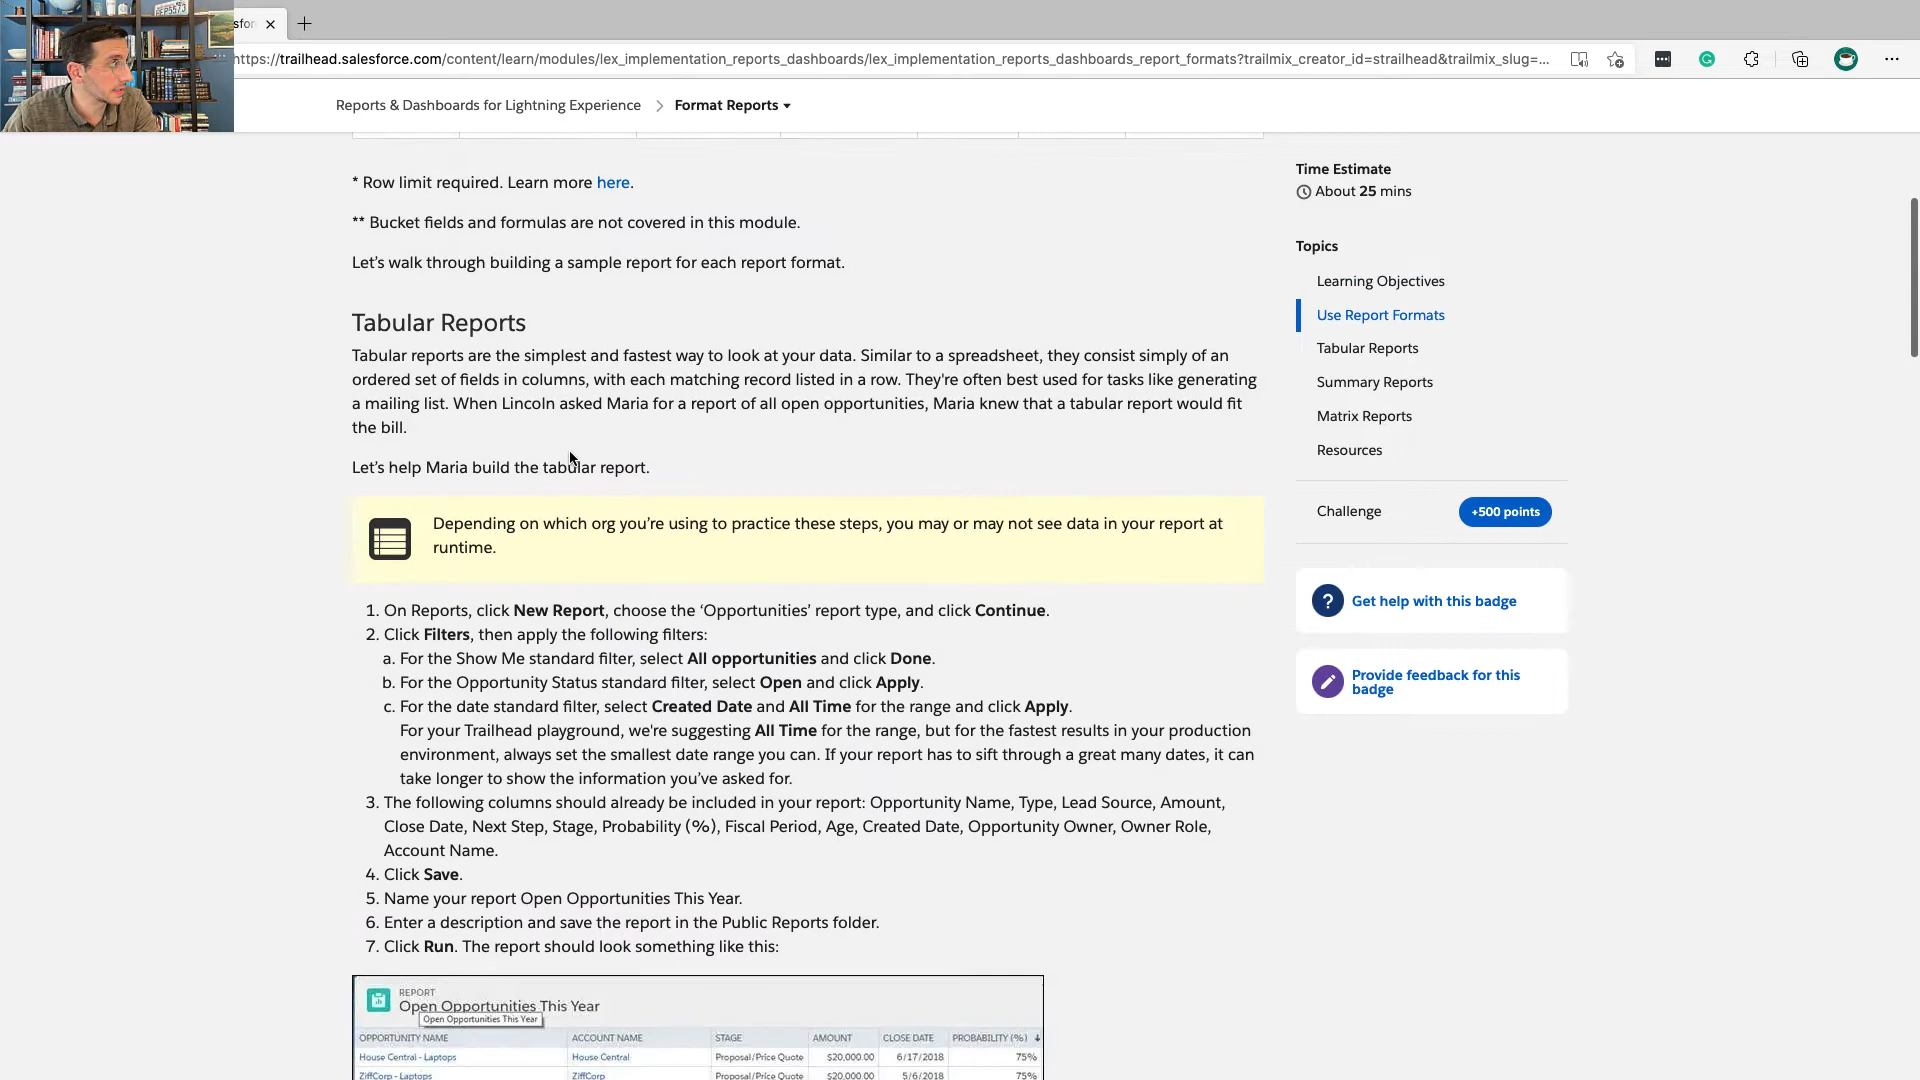 sfor
https://trailhead.salesforce.com/content/learn/modules/lex_implementation_reports_dashboards/lex_implementation_reports_dashboards_report_formats?trailmix_creator_id=strailhead&trailmix_slug=...
Reports & Dashboards for Lightning Experience > Format Reports
* Row limit required. Learn more here.
** Bucket fields and formulas are not covered in this module.
Let’s walk through building a sample report for each report format.
Tabular Reports
Tabular reports are the simplest and fastest way to look at your data. Similar to a spreadsheet, they consist simply of an
ordered set of fields in columns, with each matching record listed in a row. They're often best used for tasks like generating
a mailing list. When Lincoln asked Maria for a report of all open opportunities, Maria knew that a tabular report would fit
the bill.
Let’s help Maria build the tabular report.
Depending on which org you’re using to practice these steps, you may or may not see data in your report at
runtime.
1. On Reports, click New Report, choose the ‘Opportunities’ report type, and click Continue.
2. Click Filters, then apply the following filters:
a. For the Show Me standard filter, select All opportunities and click Done.
b. For the Opportunity Status standard filter, select Open and click Apply.
c. For the date standard filter, select Created Date and All Time for the range and click Apply.
For your Trailhead playground, we're suggesting All Time for the range, but for the fastest results in your production
environment, always set the smallest date range you can. If your report has to sift through a great many dates, it can
take longer to show the information you’ve asked for.
3. The following columns should already be included in your report: Opportunity Name, Type, Lead Source, Amount,
Close Date, Next Step, Stage, Probability (%), Fiscal Period, Age, Created Date, Opportunity Owner, Owner Role,
Account Name.
4. Click Save.
5. Name your report Open Opportunities This Year.
6. Enter a description and save the report in the Public Reports folder.
7. Click Run. The report should look something like this:
REPORT
Open Opportunities This Year
Open Opportunities This Year
OPPORTUNITY NAME ACCOUNT NAME STAGE AMOUNT CLOSE DATE PROBABILITY (%)
House Central - Laptops House Central Proposal/Price Quote $20,000.00 6/17/2018 75%
ZiffCorp - Laptops ZiffCorp Proposal/Price Quote $20,000.00 5/6/2018 75%
Time Estimate
About 25 mins
Topics
Learning Objectives
Use Report Formats
Tabular Reports
Summary Reports
Matrix Reports
Resources
Challenge +500 points
Get help with this badge
Provide feedback for this
badge